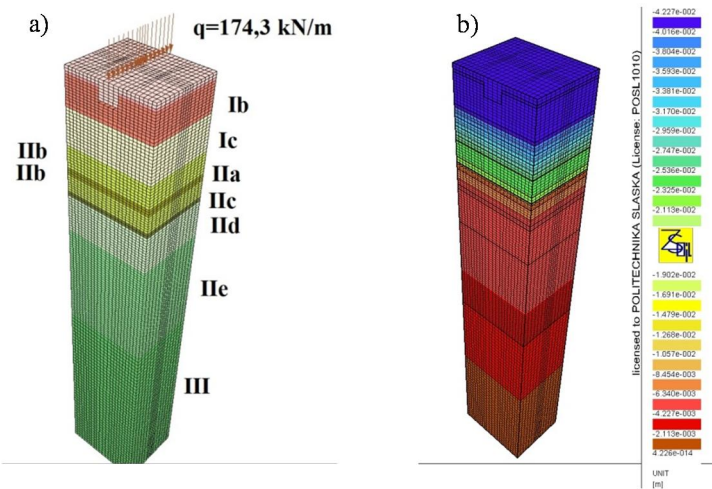 a)
q=174,3 kN/m
Ib
Ic
IIb
IIb
IIa
IIc
IId
IIe
III
b)
licensed to POLITECHNIKA SLASKA (License: POSL1010)
-4.227e-002
-4.016e-002
-3.804e-002
-3.593e-002
-3.381e-002
-3.170e-002
-2.959e-002
-2.747e-002
-2.536e-002
-2.325e-002
-2.113e-002
-1.902e-002
-1.691e-002
-1.479e-002
-1.268e-002
-1.057e-002
-8.454e-003
-6.340e-003
-4.227e-003
-2.113e-003
4.226e-014
UNIT
[m]